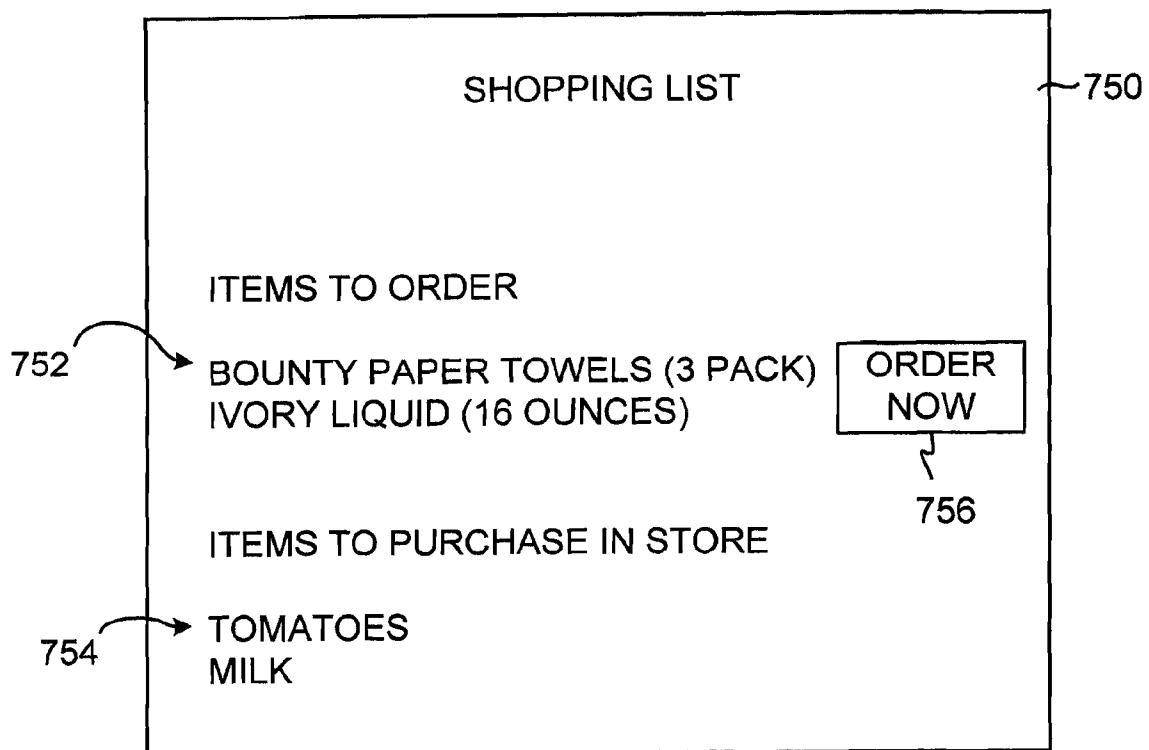 SHOPPING LIST
750
ITEMS TO ORDER
752
BOUNTY PAPER TOWELS (3 PACK)
IVORY LIQUID (16 OUNCES)
ORDER
NOW
756
ITEMS TO PURCHASE IN STORE
754
TOMATOES
MILK